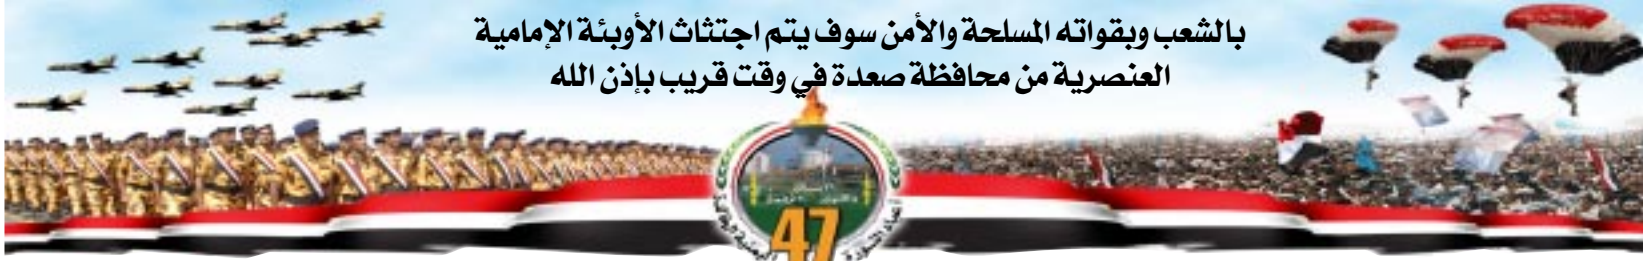 بالشعب وبقواته المسلحة والأمن سوف يتم اجتثاث الأوبئة الإمامية
العنصرية من محافظة صعدة في وقت قريب بإذن الله
47